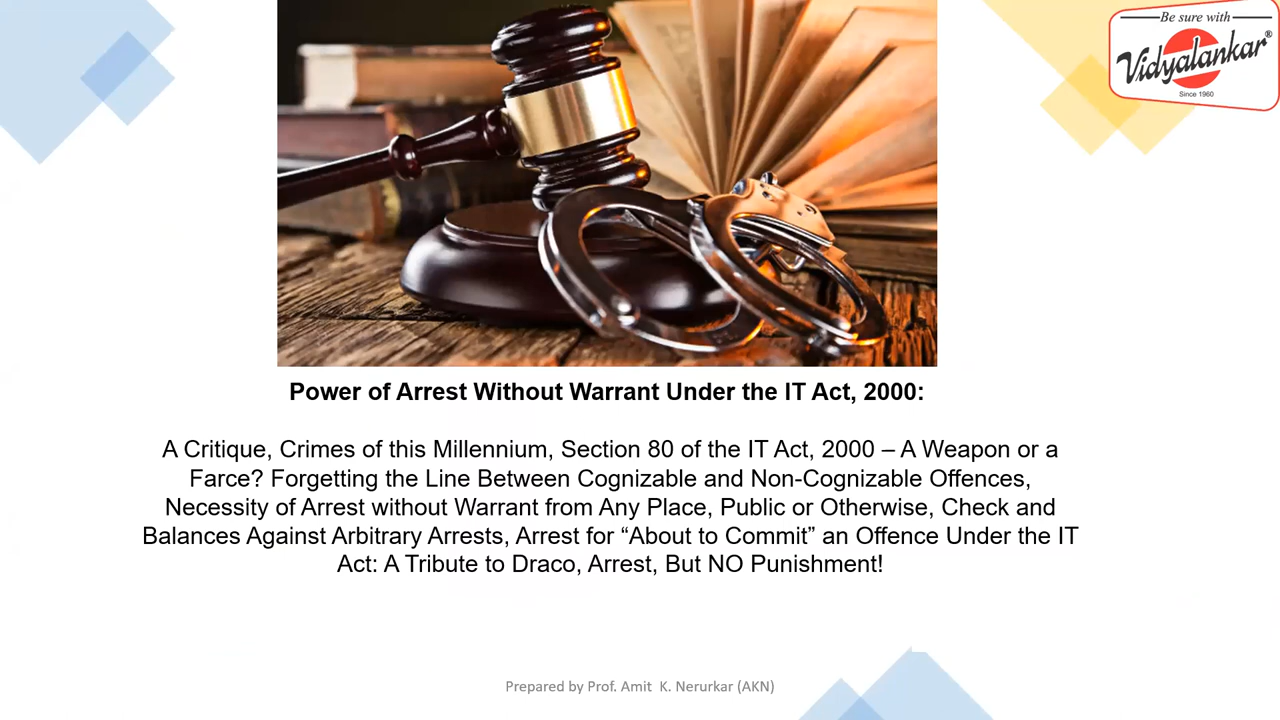 Be sure with
Vidyalankar®
Since 1960
Power of Arrest Without Warrant Under the IT Act, 2000:
A Critique, Crimes of this Millennium, Section 80 of the IT Act, 2000 – A Weapon or a
Farce? Forgetting the Line Between Cognizable and Non-Cognizable Offences,
Necessity of Arrest without Warrant from Any Place, Public or Otherwise, Check and
Balances Against Arbitrary Arrests, Arrest for “About to Commit” an Offence Under the IT
Act: A Tribute to Draco, Arrest, But NO Punishment!
Prepared by Prof. Amit K. Nerurkar (AKN)